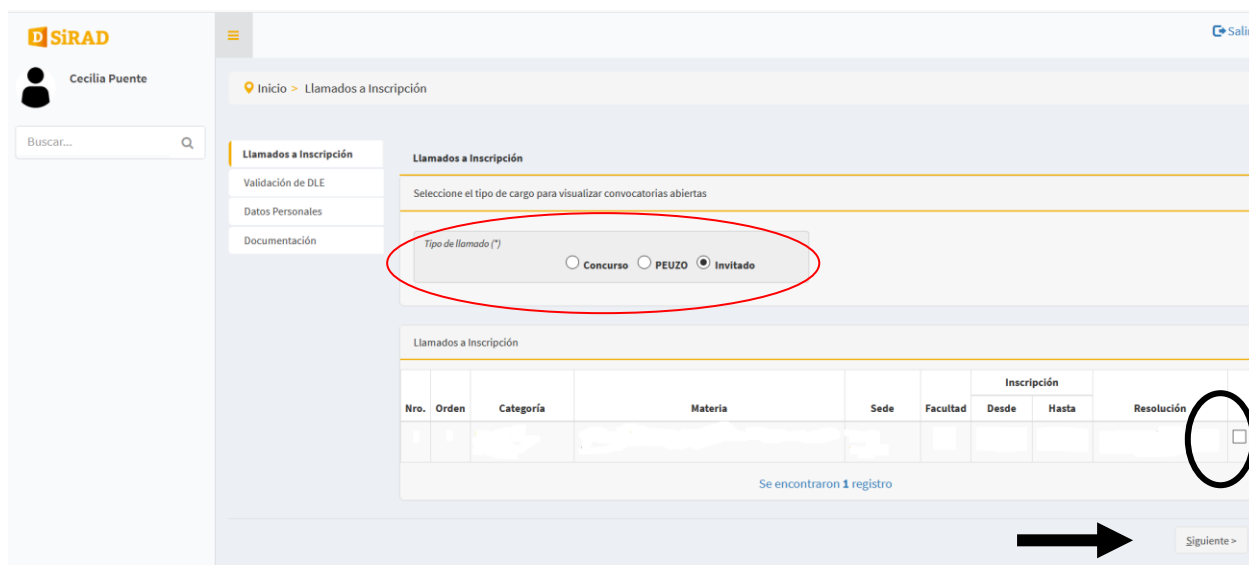 D SiRAD
Sali
Cecilia Puente
Inicio > Llamados a Inscripción
Buscar...
Llamados a Inscripción
Validación de DLE
Datos Personales
Documentación
Llamados a Inscripción
Seleccione el tipo de cargo para visualizar convocatorias abiertas
Tipo de llamado (*)
Concurso PEUZO Invitado
Llamados a Inscripción
Inscripción
Nro. Orden Categoría Materia Sede Facultad Desde Hasta Resolución
Se encontraron 1 registro
Siguiente >